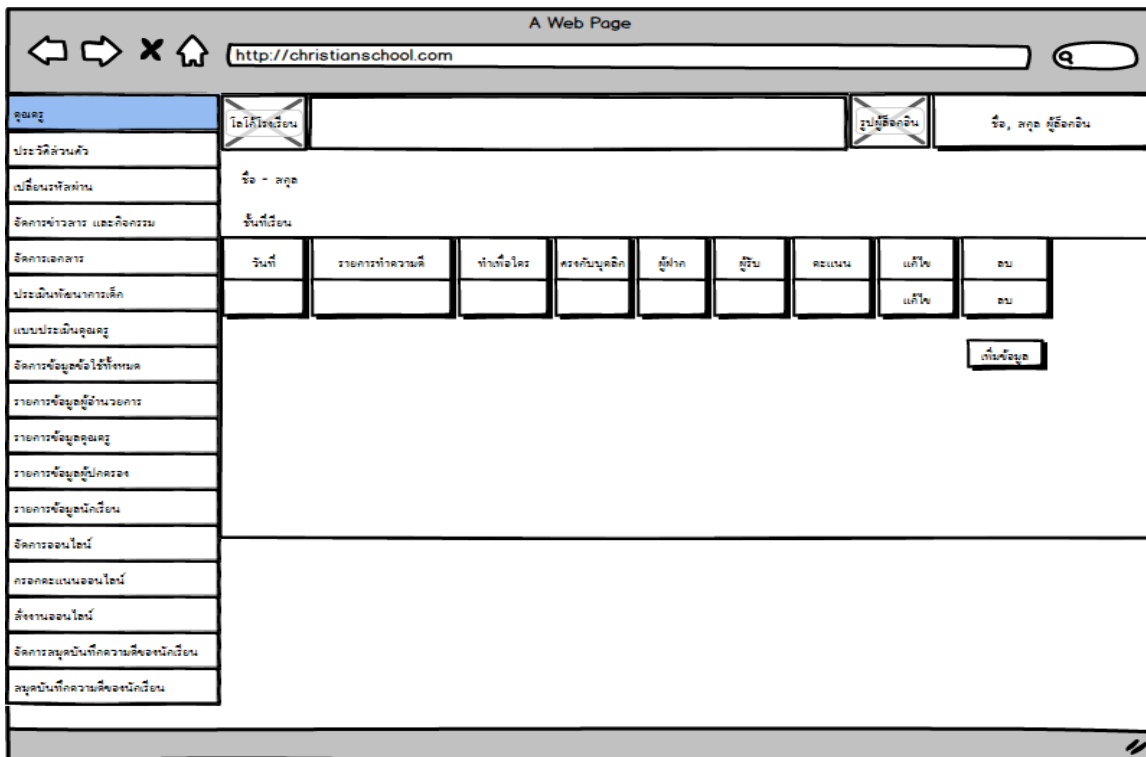 A Web Page
http://christianschool.com
คุณครู
ประวัติส่วนตัว
เปลี่ยนรหัสผ่าน
จัดการข่าวสาร และกิจกรรม
จัดการเอกสาร
ประเมินพัฒนาการเด็ก
แบบประเมินคุณครู
จัดการข้อมูลข้อใช้ทั้งหมด
รายการข้อมูลผู้อำนวยการ
รายการข้อมูลคุณครู
รายการข้อมูลผู้ปกครอง
รายการข้อมูลนักเรียน
จัดการออนไลน์
กรอกคะแนนออนไลน์
สั่งงานออนไลน์
จัดการสมุดบันทึกความดีของนักเรียน
สมุดบันทึกความดีของนักเรียน
โลโก้โรงเรียน
รูปผู้ล็อคอิน
ชื่อ, สกุล ผู้ล็อคอิน
ชื่อ - สกุล
ชั้นที่เรียน
วันที่ รายการทำความดี ทำเพื่อใคร ตรงกับบุคลิก ผู้ฝาก ผู้รับ คะแนน แก้ไข ลบ
แก้ไข ลบ
เพิ่มข้อมูล